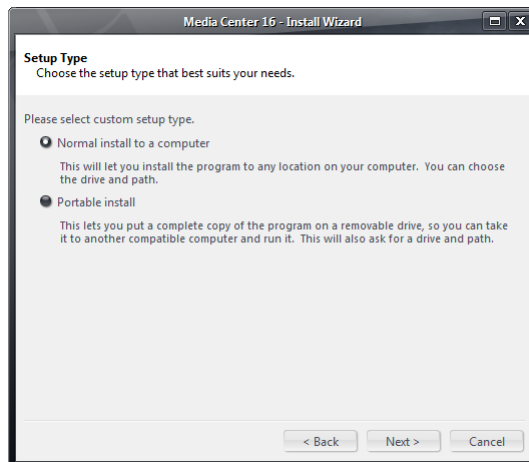 Media Center 16 - Install Wizard
Setup Type
Choose the setup type that best suits your needs.
Please select custom setup type.
Normal install to a computer
This will let you install the program to any location on your computer. You can choose
the drive and path.
Portable install
This lets you put a complete copy of the program on a removable drive, so you can take
it to another compatible computer and run it. This will also ask for a drive and path.
< Back
Next >
Cancel